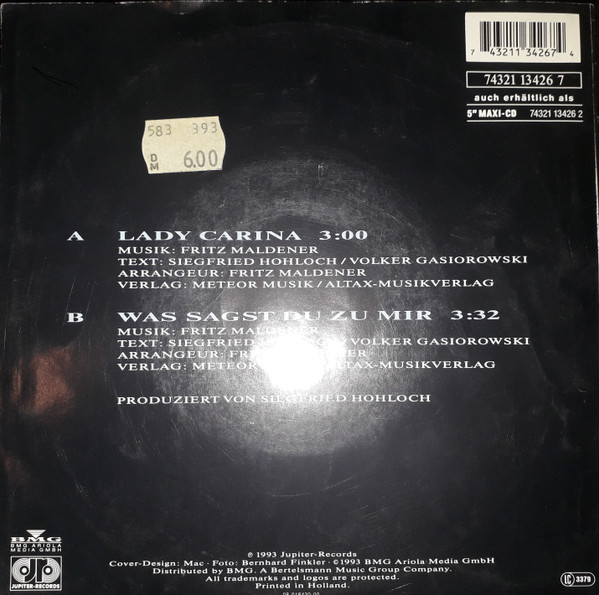 7 43211 34267 4
74321 13426 7
auch erhältlich als
5" MAXI-CD 74321 13426 2
583 393
DM 6.00
A LADY CARINA 3:00
MUSIK: FRITZ MALDENER
TEXT: SIEGFRIED HOHLOCH / VOLKER GASIOROWSKI
ARRANGEUR: FRITZ MALDENER
VERLAG: METEOR MUSIK / ALTAX-MUSIKVERLAG
B WAS SAGST DU ZU MIR 3:32
MUSIK: FRITZ MALDENER
TEXT: SIEGFRIED / VOLKER GASIOROWSKI
ARRANGEUR:
VERLAG: METEOR ALTAX-MUSIKVERLAG
PRODUZIERT VON SIEGFRIED HOHLOCH
BMG
BMG ARIOLA
MEDIA GMBH
JUPITER-RECORDS
℗ 1993 Jupiter-Records
Cover-Design: Mac · Foto: Bernhard Finkler · ©1993 BMG Ariola Media GmbH
Distributed by BMG. A Bertelsmann Music Group Company.
All trademarks and logos are protected.
Printed in Holland.
LC 3379